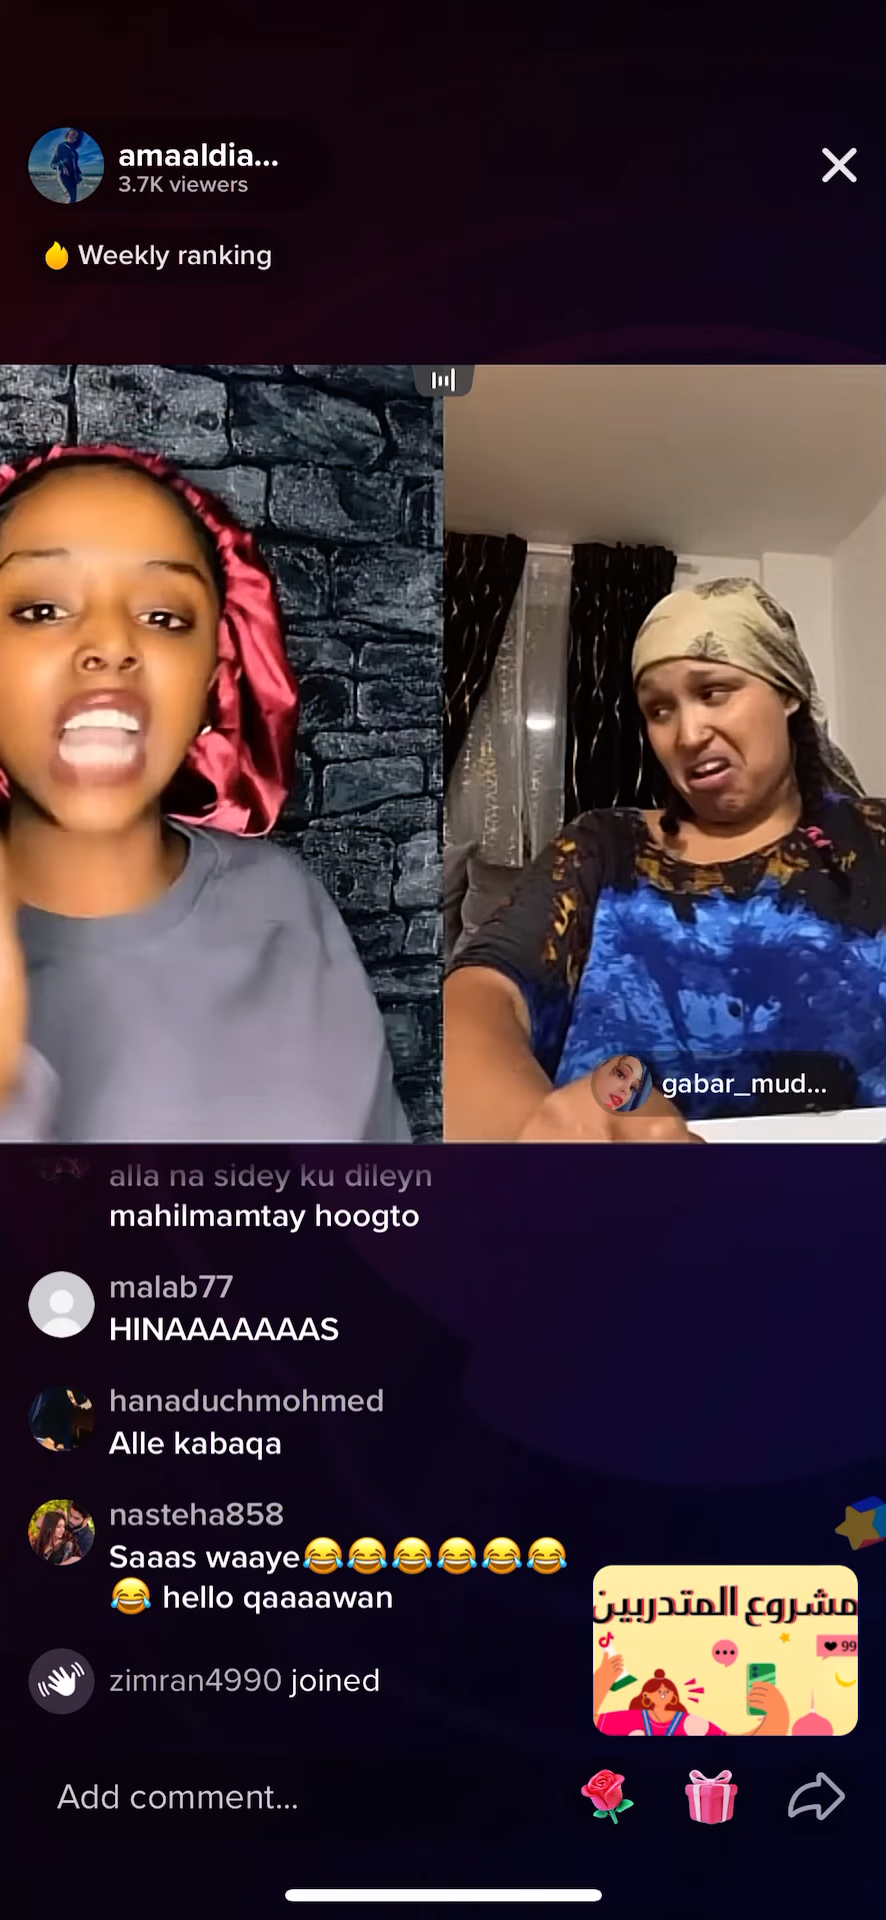 amaaldia...
3.7K viewers
Weekly ranking
gabar_mud...
alla na sidey ku dileyn
mahilmamtay hoogto
malab77
HINAAAAAAAS
hanaduchmohmed
Alle kabaqa
nasteha858
Saaas waaye😂😂😂😂😂😂
😂 hello qaaaawan
مشروع المتدربين
99
zimran4990 joined
Add comment...